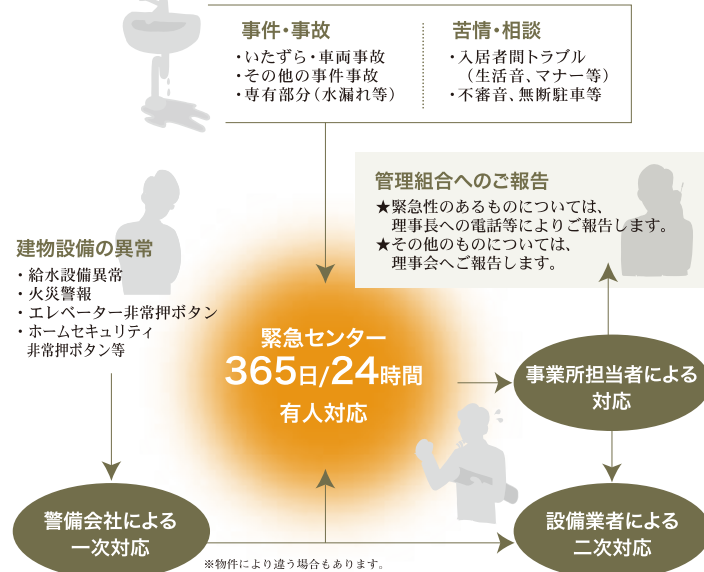 事件・事故
・いたずら・車両事故
・その他の事件事故
・専有部分（水漏れ等）
苦情・相談
・入居者間トラブル
（生活音、マナー等）
・不審音、無断駐車等
管理組合へのご報告
★緊急性のあるものについては、
理事長への電話等によりご報告します。
★その他のものについては、
理事会へご報告します。
建物設備の異常
・給水設備異常
・火災警報
・エレベーター非常押ボタン
・ホームセキュリティ
非常押ボタン等
緊急センター
365日/24時間
有人対応
事業所担当者による
対応
警備会社による
一次対応
設備業者による
二次対応
※物件により違う場合もあります。